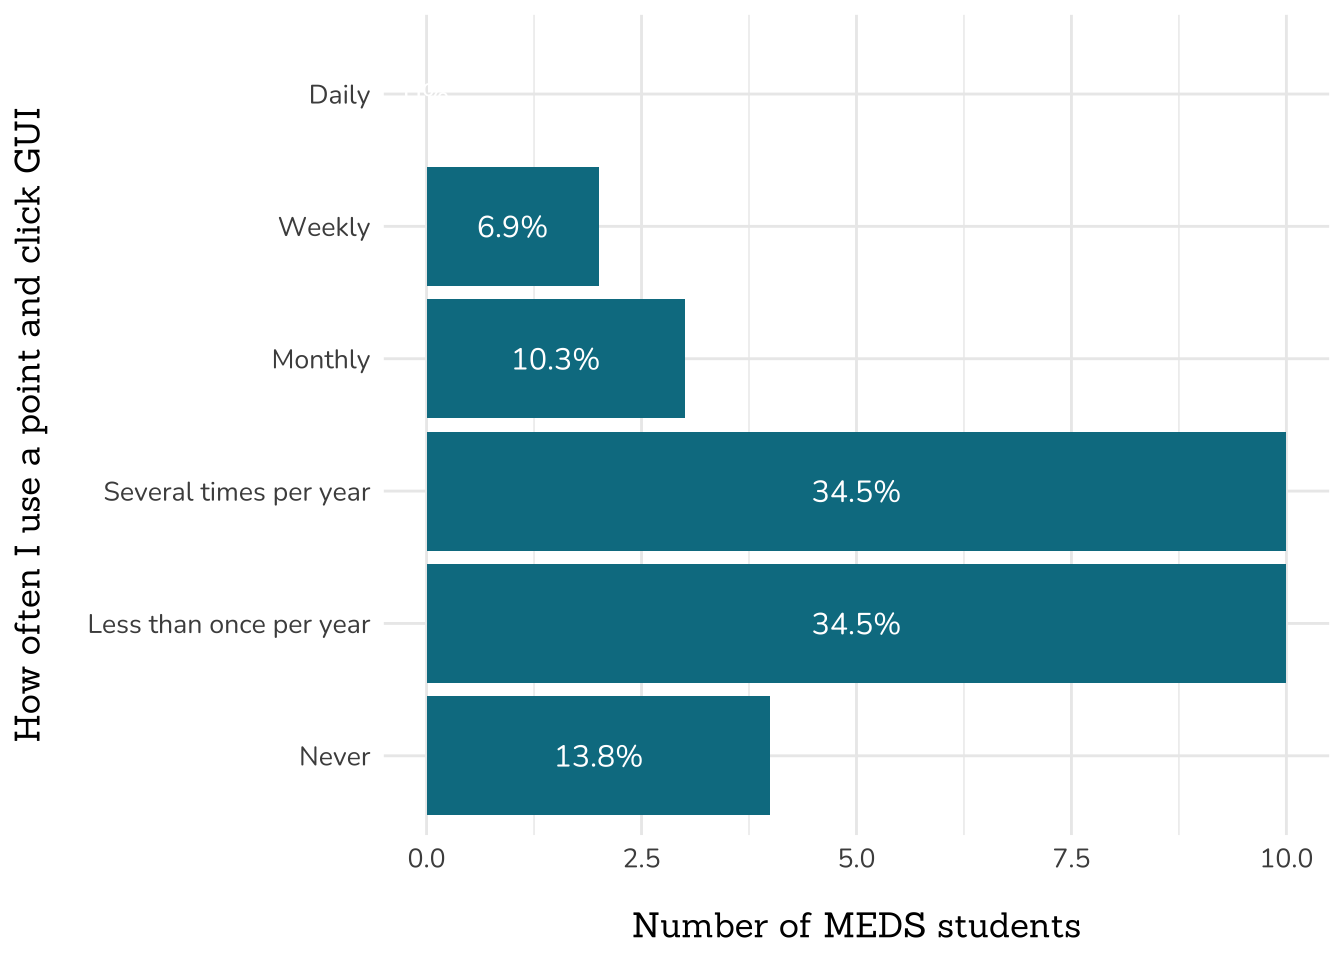 How often I use a point and click GUI
Daily
Weekly
6.9%
Monthly
10.3%
Several times per year
34.5%
Less than once per year
34.5%
Never
13.8%
0.0 2.5 5.0 7.5 10.0
Number of MEDS students